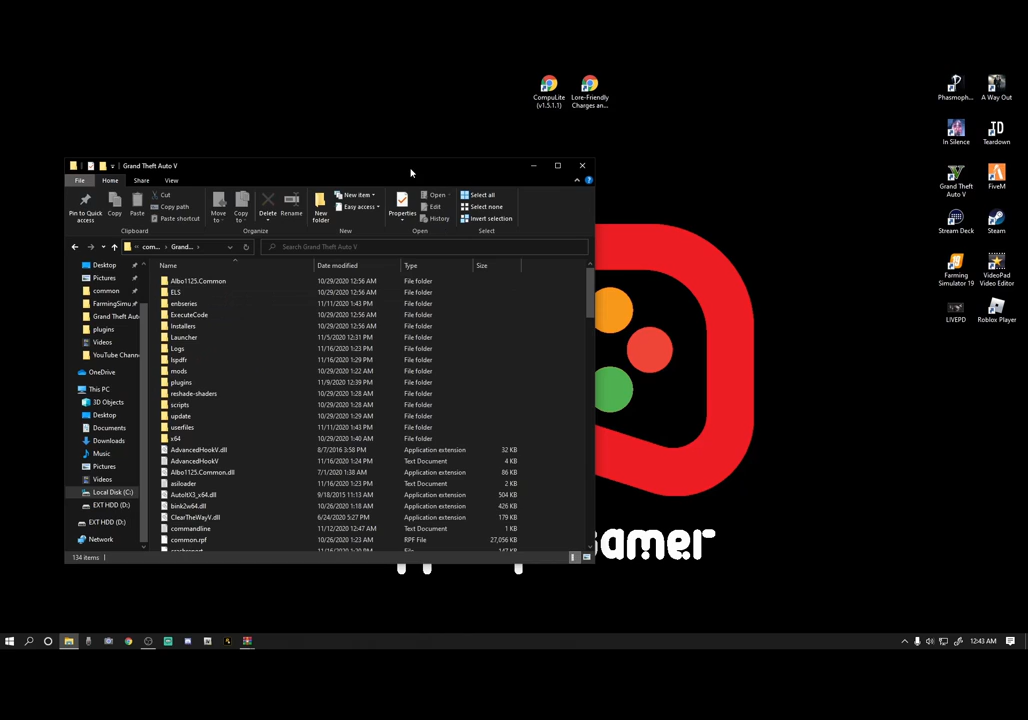 CompuLite (v1.5.1.1)
Lore-Friendly Charges an...
Phasmoph...
A Way Out
In Silence
Teardown
Grand Theft Auto V
FiveM
Stream Deck
Steam
Farming Simulator 19
VideoPad Video Editor
LIVEPD
Roblox Player
TD
19
Grand Theft Auto V
File Home Share View
Pin to Quick access
Copy
Paste
Cut
Copy path
Paste shortcut
Move to
Copy to
Delete
Rename
New folder
New item
Easy access
Properties
Open
Edit
History
Select all
Select none
Invert selection
Clipboard Organize New Open Select
com... Grand...
Search Grand Theft Auto V
Name Date modified Type Size
Desktop
Pictures
common
FarmingSimu
Grand Theft Aut
plugins
Videos
YouTube Chann
OneDrive
This PC
3D Objects
Desktop
Documents
Downloads
Music
Pictures
Videos
Local Disk (C:)
EXT HDD (D:)
EXT HDD (D:)
Network
Albo1125.Common 10/29/2020 12:56 AM File folder
ELS 10/29/2020 12:56 AM File folder
enbseries 11/11/2020 1:43 PM File folder
ExecuteCode 10/29/2020 12:56 AM File folder
Installers 10/29/2020 12:56 AM File folder
Launcher 11/5/2020 12:31 PM File folder
Logs 11/16/2020 1:23 PM File folder
lspdfr 11/16/2020 1:29 PM File folder
mods 10/29/2020 1:22 AM File folder
plugins 11/9/2020 12:39 PM File folder
reshade-shaders 10/29/2020 1:28 AM File folder
scripts 10/29/2020 1:28 AM File folder
update 10/29/2020 1:29 AM File folder
userfiles 11/11/2020 1:43 PM File folder
x64 10/29/2020 1:40 AM File folder
AdvancedHookV.dll 8/7/2016 3:58 PM Application extension 32 KB
AdvancedHookV 11/16/2020 1:24 PM Text Document 4 KB
Albo1125.Common.dll 7/1/2020 1:38 AM Application extension 86 KB
asiloader 11/16/2020 1:23 PM Text Document 2 KB
AutoItX3_x64.dll 9/18/2015 11:13 AM Application extension 504 KB
bink2w64.dll 10/26/2020 1:18 AM Application extension 426 KB
ClearTheWayV.dll 6/24/2020 5:27 PM Application extension 179 KB
commandline 11/12/2020 12:47 AM Text Document 1 KB
common.rpf 10/26/2020 1:23 AM RPF File 27,056 KB
134 items
amer
12:43 AM